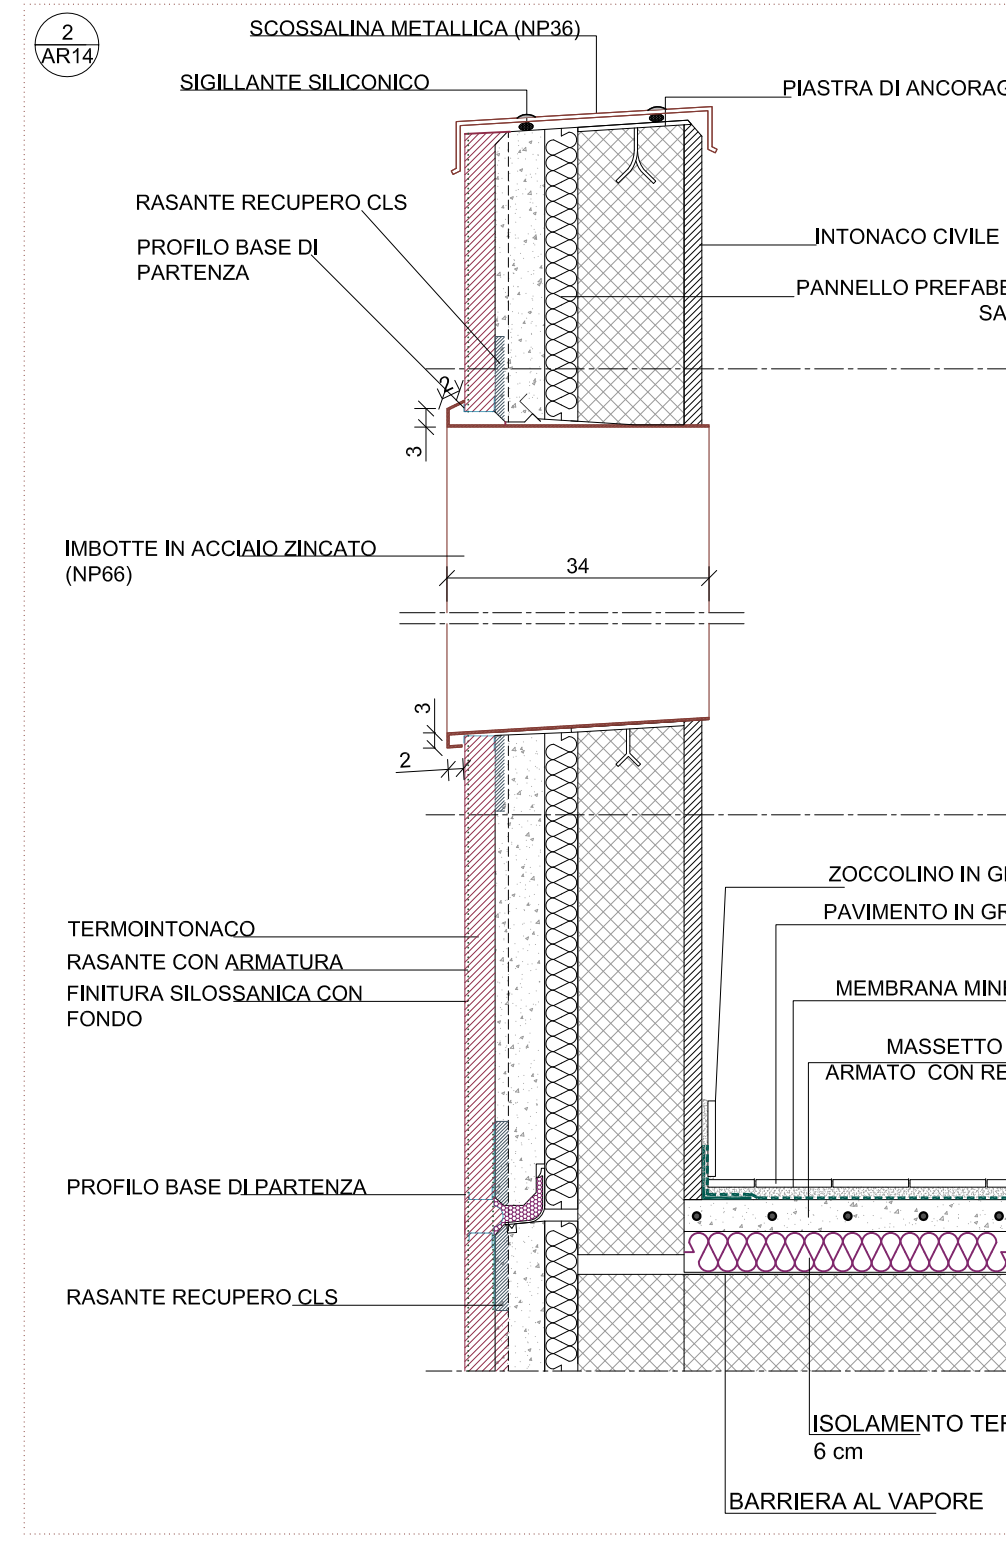 2
AR14
SCOSSALINA METALLICA (NP36)
SIGILLANTE SILICONICO
PIASTRA DI ANCORAG
RASANTE RECUPERO CLS
PROFILO BASE DI
PARTENZA
INTONACO CIVILE
PANNELLO PREFABB
SA
2
3
IMBOTTE IN ACCIAIO ZINCATO
(NP66)
34
3
2
ZOCCOLINO IN G
PAVIMENTO IN GR
TERMOINTONACO
RASANTE CON ARMATURA
FINITURA SILOSSANICA CON
FONDO
MEMBRANA MIN
MASSETTO
ARMATO CON RE
PROFILO BASE DI PARTENZA
RASANTE RECUPERO CLS
ISOLAMENTO TER
6 cm
BARRIERA AL VAPORE